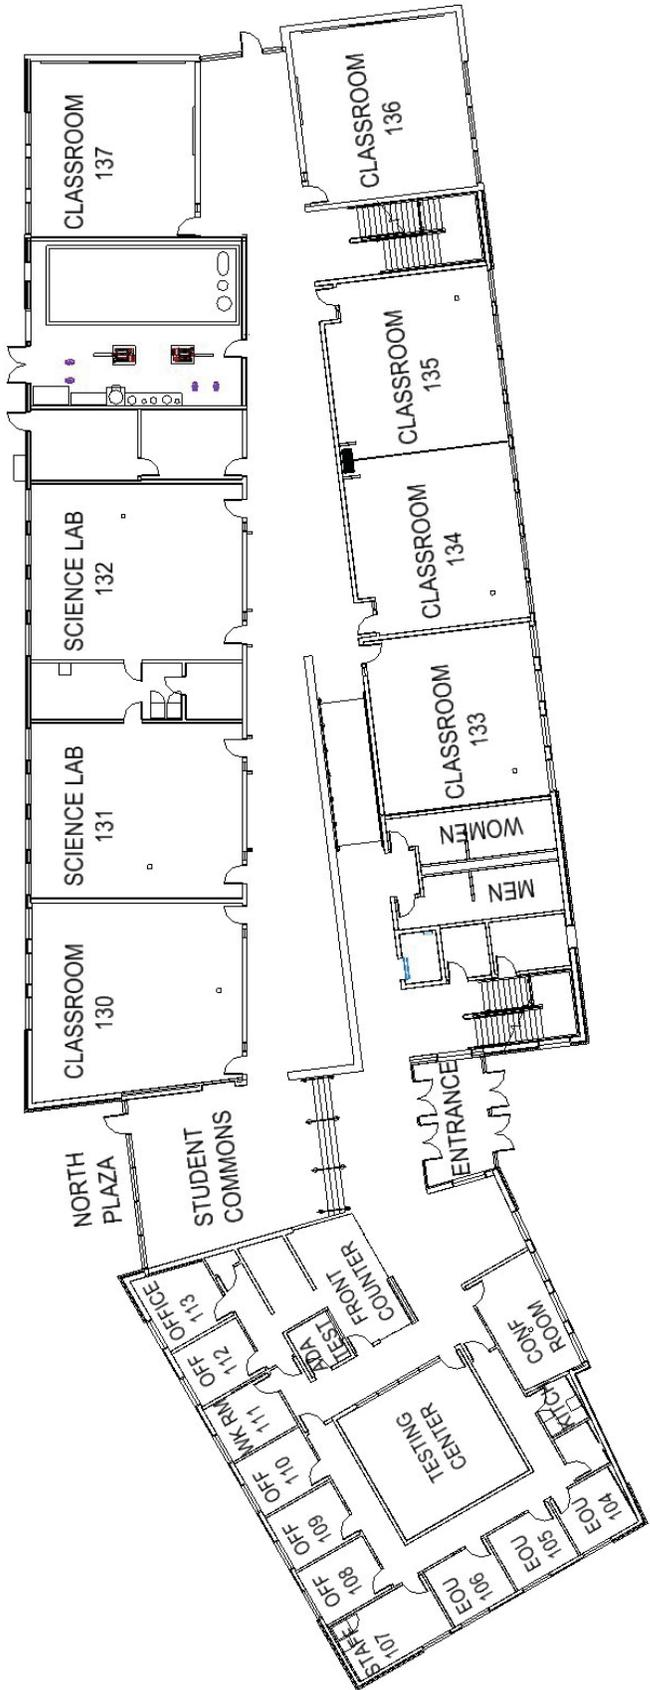 CLASSROOM
136
CLASSROOM
137
CLASSROOM
135
CLASSROOM
134
SCIENCE LAB
132
CLASSROOM
133
SCIENCE LAB
131
WOMEN
MEN
CLASSROOM
130
ENTRANCE
NORTH
PLAZA
STUDENT
COMMONS
FRONT
COUNTER
OFFICE
113
ADA
TEST
OFF
112
CONF
ROOM
WK RM
111
KITCH
TESTING
CENTER
OFF
110
OFF
109
OFF
108
STAFF
107
EOU
106
EOU
105
EOU
104